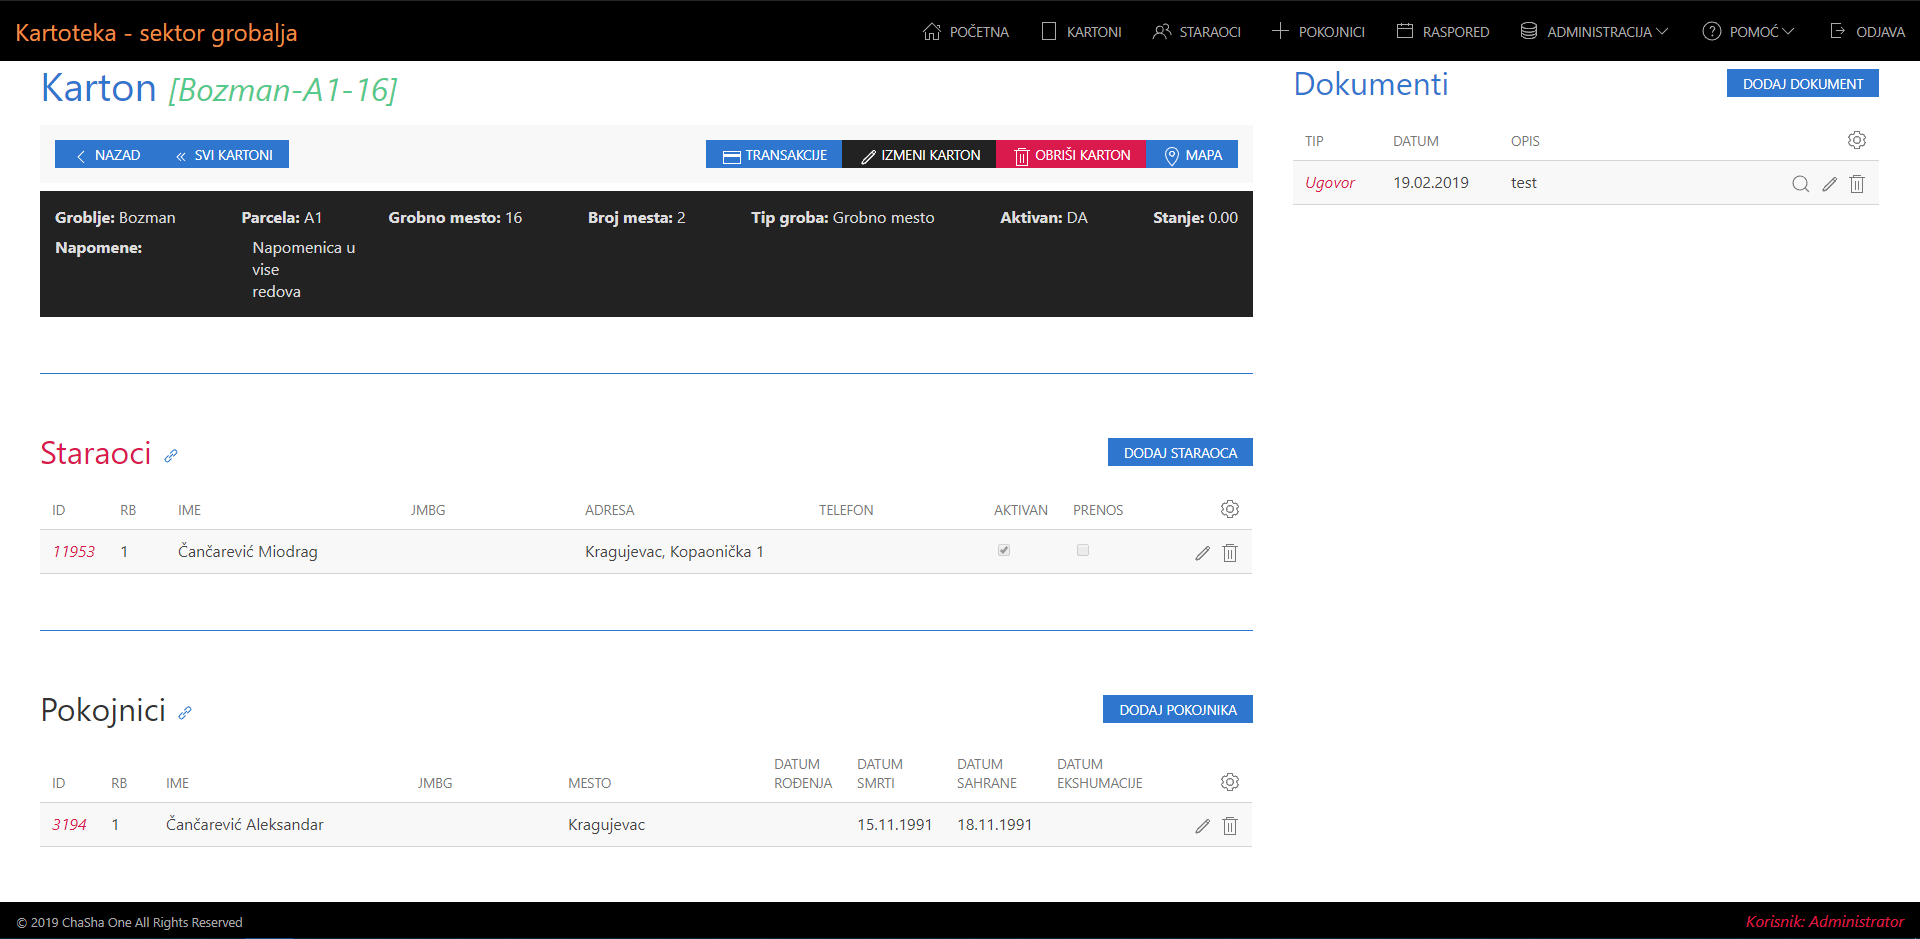 Kartoteka - sektor grobalja
POČETNA KARTONI STARAOCI POKOJNICI RASPORED ADMINISTRACIJA POMOĆ ODJAVA
Karton [Bozman-A1-16]
NAZAD SVI KARTONI TRANSAKCIJE IZMENI KARTON OBRIŠI KARTON MAPA
Groblje: Bozman Parcela: A1 Grobno mesto: 16 Broj mesta: 2 Tip groba: Grobno mesto Aktivan: DA Stanje: 0.00
Napomene: Napomenica u
vise
redova
Staraoci DODAJ STARAOCA
ID RB IME JMBG ADRESA TELEFON AKTIVAN PRENOS
11953 1 Čančarević Miodrag Kragujevac, Kopaonička 1
Pokojnici DODAJ POKOJNIKA
ID RB IME JMBG MESTO DATUM ROĐENJA DATUM SMRTI DATUM SAHRANE DATUM EKSHUMACIJE
3194 1 Čančarević Aleksandar Kragujevac 15.11.1991 18.11.1991
Dokumenti DODAJ DOKUMENT
TIP DATUM OPIS
Ugovor 19.02.2019 test
© 2019 ChaSha One All Rights Reserved Korisnik: Administrator